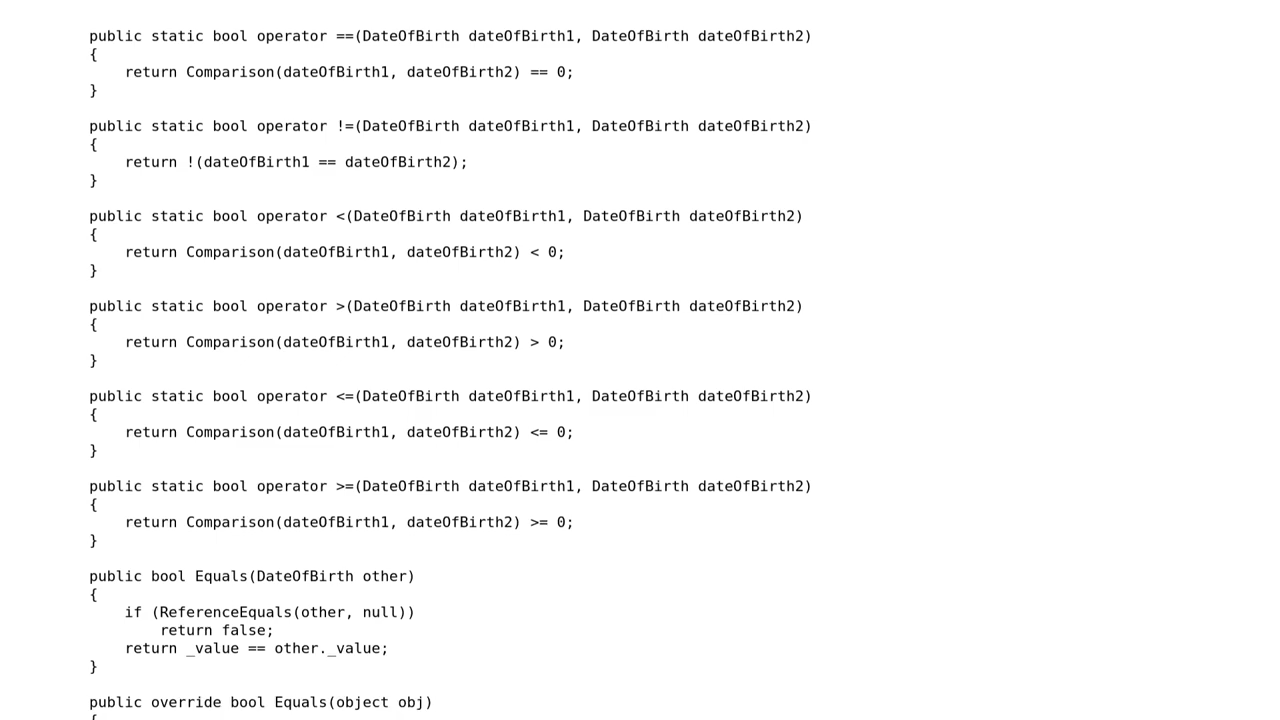 public static bool operator ==(DateOfBirth dateOfBirth1, DateOfBirth dateOfBirth2)
{
    return Comparison(dateOfBirth1, dateOfBirth2) == 0;
}

public static bool operator !=(DateOfBirth dateOfBirth1, DateOfBirth dateOfBirth2)
{
    return !(dateOfBirth1 == dateOfBirth2);
}

public static bool operator <(DateOfBirth dateOfBirth1, DateOfBirth dateOfBirth2)
{
    return Comparison(dateOfBirth1, dateOfBirth2) < 0;
}

public static bool operator >(DateOfBirth dateOfBirth1, DateOfBirth dateOfBirth2)
{
    return Comparison(dateOfBirth1, dateOfBirth2) > 0;
}

public static bool operator <=(DateOfBirth dateOfBirth1, DateOfBirth dateOfBirth2)
{
    return Comparison(dateOfBirth1, dateOfBirth2) <= 0;
}

public static bool operator >=(DateOfBirth dateOfBirth1, DateOfBirth dateOfBirth2)
{
    return Comparison(dateOfBirth1, dateOfBirth2) >= 0;
}

public bool Equals(DateOfBirth other)
{
    if (ReferenceEquals(other, null))
        return false;
    return _value == other._value;
}

public override bool Equals(object obj)
{